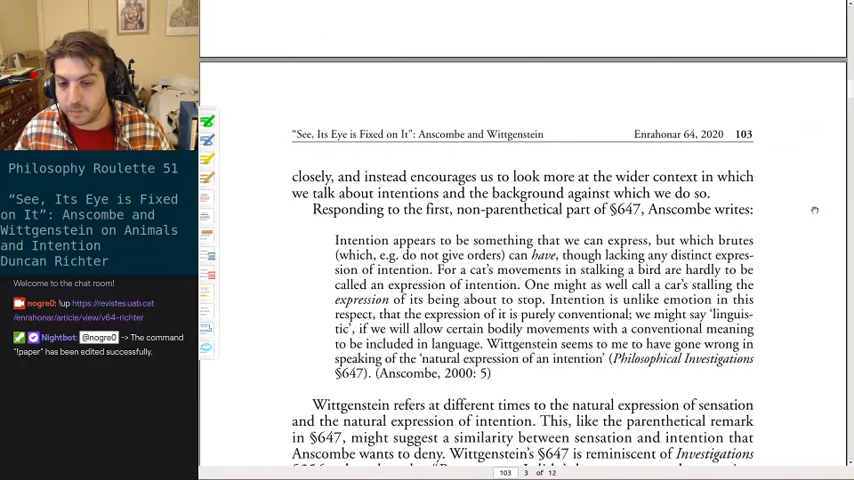 "See, Its Eye is Fixed on It": Anscombe and Wittgenstein
Enrahonar 64, 2020 103
closely, and instead encourages us to look more at the wider context in which
we talk about intentions and the background against which we do so.
Responding to the first, non-parenthetical part of §647, Anscombe writes:
Intention appears to be something that we can express, but which brutes
(which, e.g. do not give orders) can have, though lacking any distinct expres-
sion of intention. For a cat's movements in stalking a bird are hardly to be
called an expression of intention. One might as well call a car's stalling the
expression of its being about to stop. Intention is unlike emotion in this
respect, that the expression of it is purely conventional; we might say 'linguis-
tic', if we will allow certain bodily movements with a conventional meaning
to be included in language. Wittgenstein seems to me to have gone wrong in
speaking of the 'natural expression of an intention' (Philosophical Investigations
§647). (Anscombe, 2000: 5)
Wittgenstein refers at different times to the natural expression of sensation
and the natural expression of intention. This, like the parenthetical remark
in §647, might suggest a similarity between sensation and intention that
Anscombe wants to deny. Wittgenstein's §647 is reminiscent of Investigations
103 3 of 12
Philosophy Roulette 51
"See, Its Eye is Fixed
on It": Anscombe and
Wittgenstein on Animals
and Intention
Duncan Richter
Welcome to the chat room!
nogre0: !up https://revistes.uab.cat
/enrahonar/article/view/v64-richter
Nightbot: @nogre0 -> The command
"!paper" has been edited successfully.